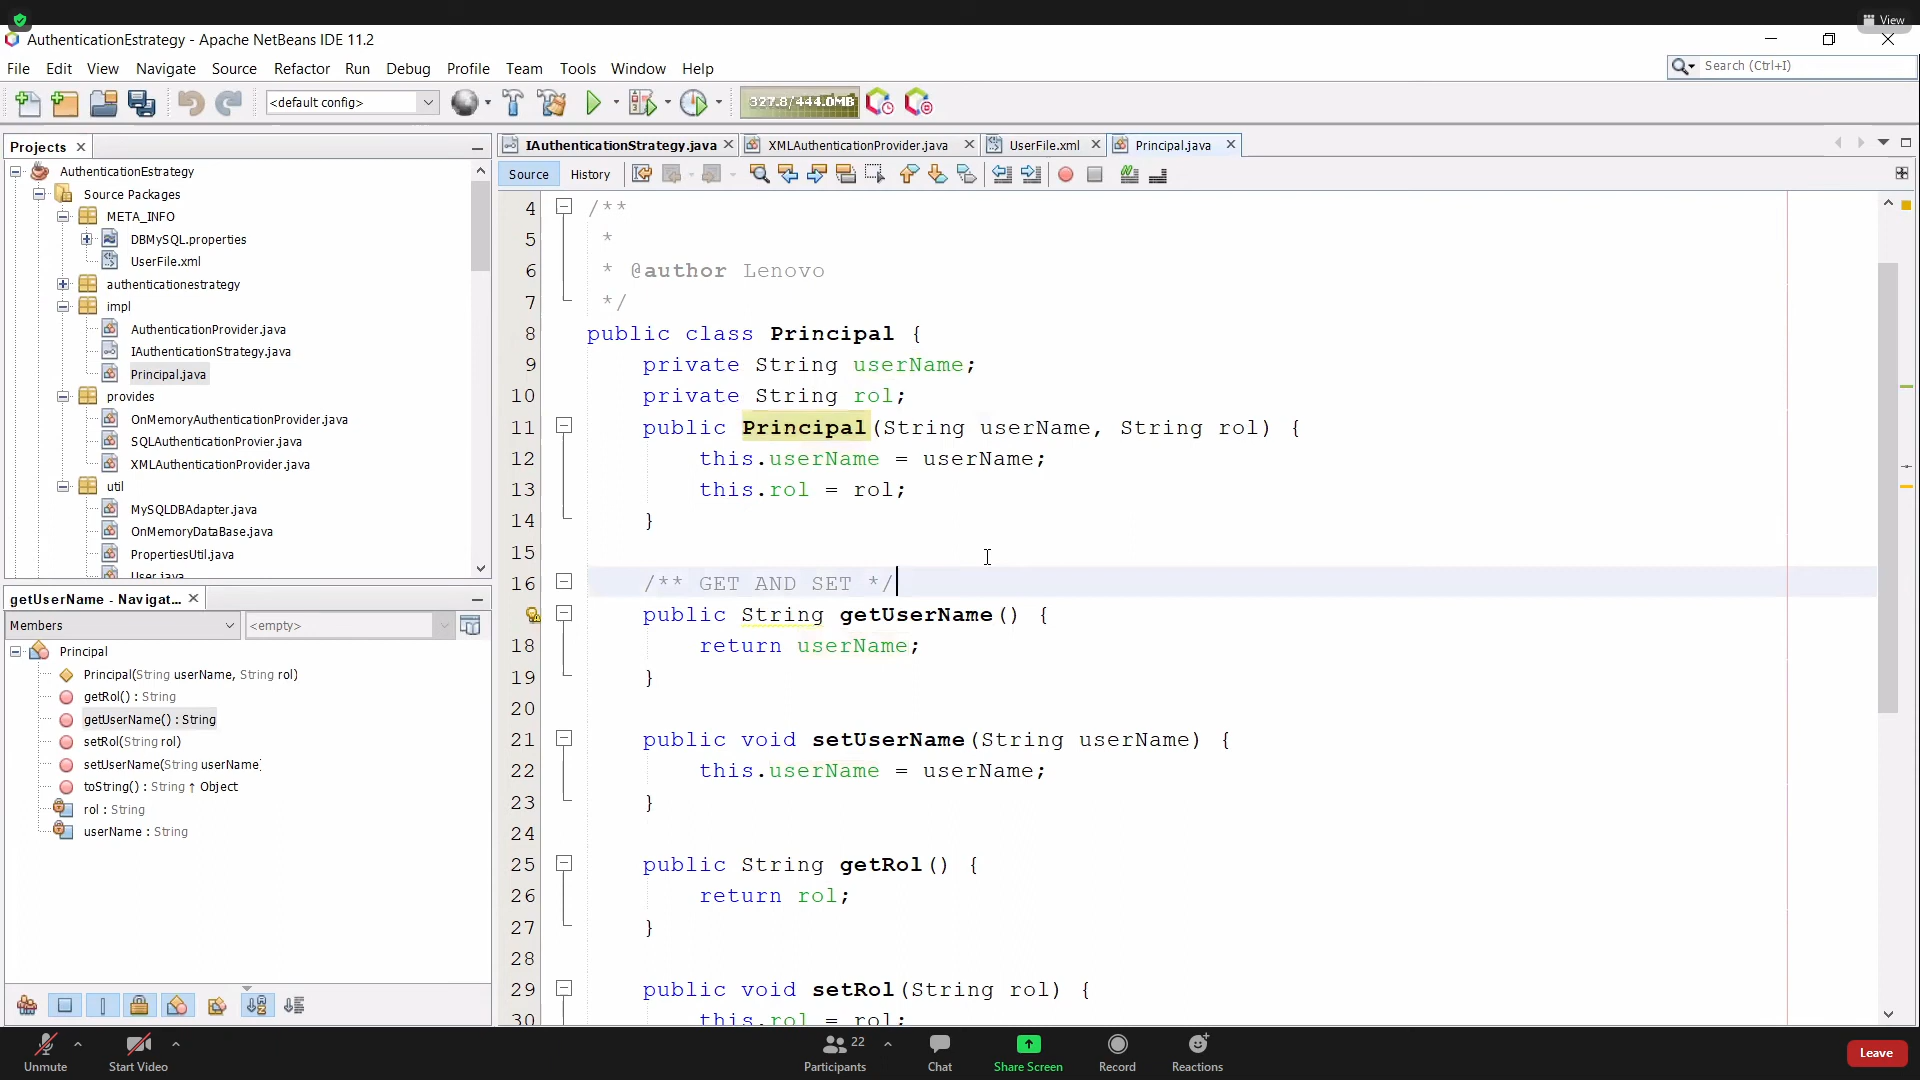 View
AuthenticationEstrategy - Apache NetBeans IDE 11.2
File Edit View Navigate Source Refactor Run Debug Profile Team Tools Window Help
Search (Ctrl+I)
<default config>
327.8/444.0MB
Projects
IAuthenticationStrategy.java XMLAuthenticationProvider.java UserFile.xml Principal.java
Source History
AuthenticationEstrategy
Source Packages
META_INFO
DBMySQL.properties
UserFile.xml
authenticationestrategy
impl
AuthenticationProvider.java
IAuthenticationStrategy.java
Principal.java
provides
OnMemoryAuthenticationProvider.java
SQLAuthenticationProvier.java
XMLAuthenticationProvider.java
util
MySQLDBAdapter.java
OnMemoryDataBase.java
PropertiesUtil.java
User.java
getUserName - Navigat...
Members
<empty>
Principal
Principal(String userName, String rol)
getRol() : String
getUserName() : String
setRol(String rol)
setUserName(String userName)
toString() : String ↑ Object
rol : String
userName : String
4 /**
5 *
6 * @author Lenovo
7 */
8 public class Principal {
9 private String userName;
10 private String rol;
11 public Principal(String userName, String rol) {
12 this.userName = userName;
13 this.rol = rol;
14 }
15
16 /** GET AND SET */
public String getUserName() {
18 return userName;
19 }
20
21 public void setUserName(String userName) {
22 this.userName = userName;
23 }
24
25 public String getRol() {
26 return rol;
27 }
28
29 public void setRol(String rol) {
30 this.rol = rol;
Unmute
Start Video
22
Participants
Chat
Share Screen
Record
Reactions
Leave